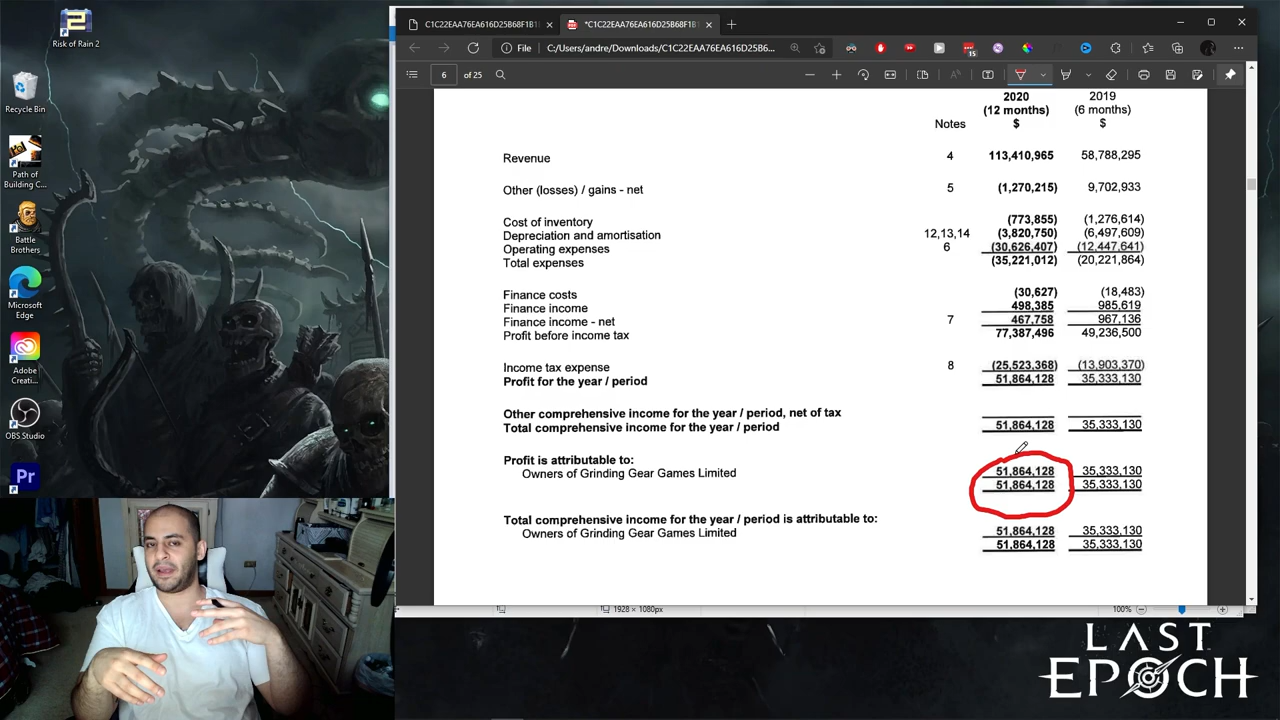 Risk of Rain 2
Recycle Bin
Path of
Building C...
Battle
Brothers
Microsoft
Edge
Adobe
Creati...
OBS Studio
Pr
C1C22EAA76EA616D25B68F1B1
*C1C22EAA76EA616D25B68F1B1
File C:/Users/andre/Downloads/C1C22EAA76EA616D25B6...
15
6 of 25
2020 2019
(12 months) (6 months)
Notes $ $
Revenue 4 113,410,965 58,788,295
Other (losses) / gains - net 5 (1,270,215) 9,702,933
Cost of inventory (773,855) (1,276,614)
Depreciation and amortisation 12,13,14 (3,820,750) (6,497,609)
Operating expenses 6 (30,626,407) (12,447,641)
Total expenses (35,221,012) (20,221,864)
Finance costs (30,627) (18,483)
Finance income 498,385 985,619
Finance income - net 7 467,758 967,136
Profit before income tax 77,387,496 49,236,500
Income tax expense 8 (25,523,368) (13,903,370)
Profit for the year / period 51,864,128 35,333,130
Other comprehensive income for the year / period, net of tax
Total comprehensive income for the year / period 51,864,128 35,333,130
Profit is attributable to:
Owners of Grinding Gear Games Limited 51,864,128 35,333,130
51,864,128 35,333,130
Total comprehensive income for the year / period is attributable to:
Owners of Grinding Gear Games Limited 51,864,128 35,333,130
51,864,128 35,333,130
1928 × 1080px 100%
LAST
EPOCH